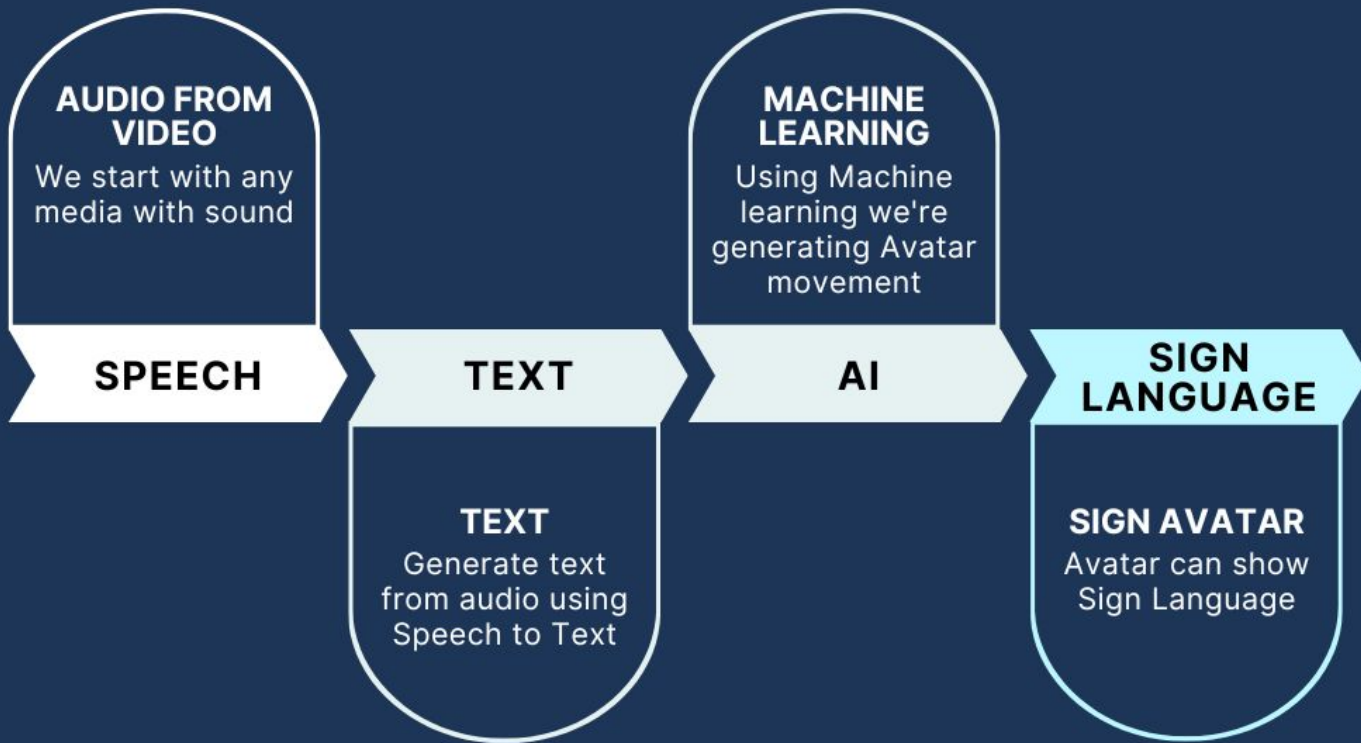 AUDIO FROM
VIDEO
We start with any
media with sound
SPEECH
TEXT
TEXT
Generate text
from audio using
Speech to Text
MACHINE
LEARNING
Using Machine
learning we're
generating Avatar
movement
AI
SIGN
LANGUAGE
SIGN AVATAR
Avatar can show
Sign Language